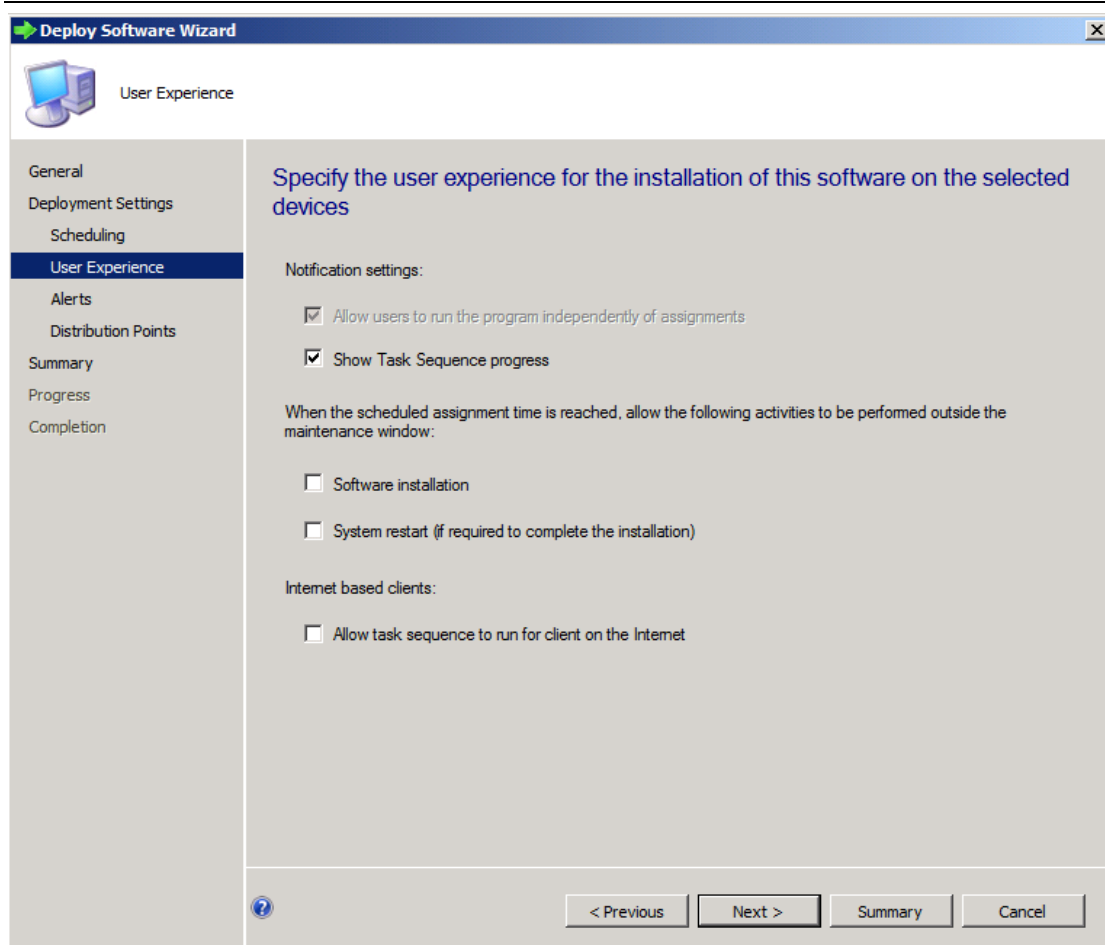 Deploy Software Wizard
User Experience
General
Deployment Settings
Scheduling
User Experience
Alerts
Distribution Points
Summary
Progress
Completion
Specify the user experience for the installation of this software on the selected
devices
Notification settings:
Allow users to run the program independently of assignments
Show Task Sequence progress
When the scheduled assignment time is reached, allow the following activities to be performed outside the
maintenance window:
Software installation
System restart (if required to complete the installation)
Internet based clients:
Allow task sequence to run for client on the Internet
< Previous
Next >
Summary
Cancel